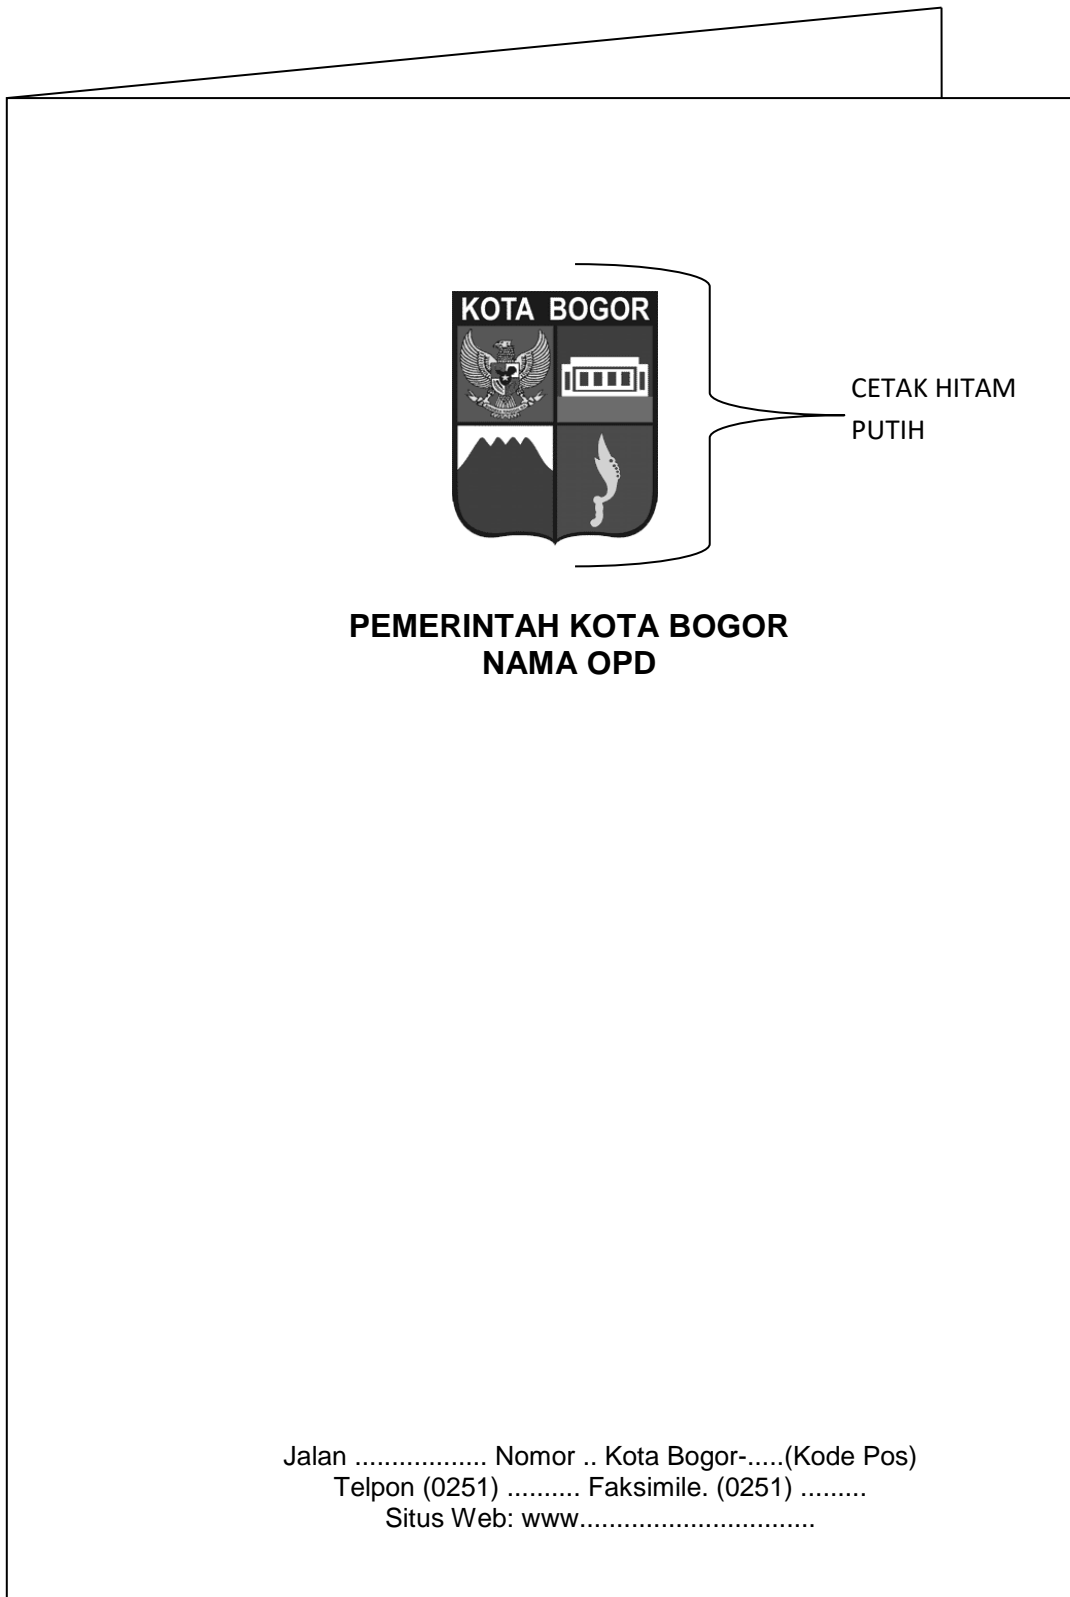 KOTA BOGOR
CETAK HITAM
PUTIH
PEMERINTAH KOTA BOGOR
NAMA OPD
Jalan .................. Nomor .. Kota Bogor-.....(Kode Pos)
Telpon (0251) .......... Faksimile. (0251) .........
Situs Web: www................................